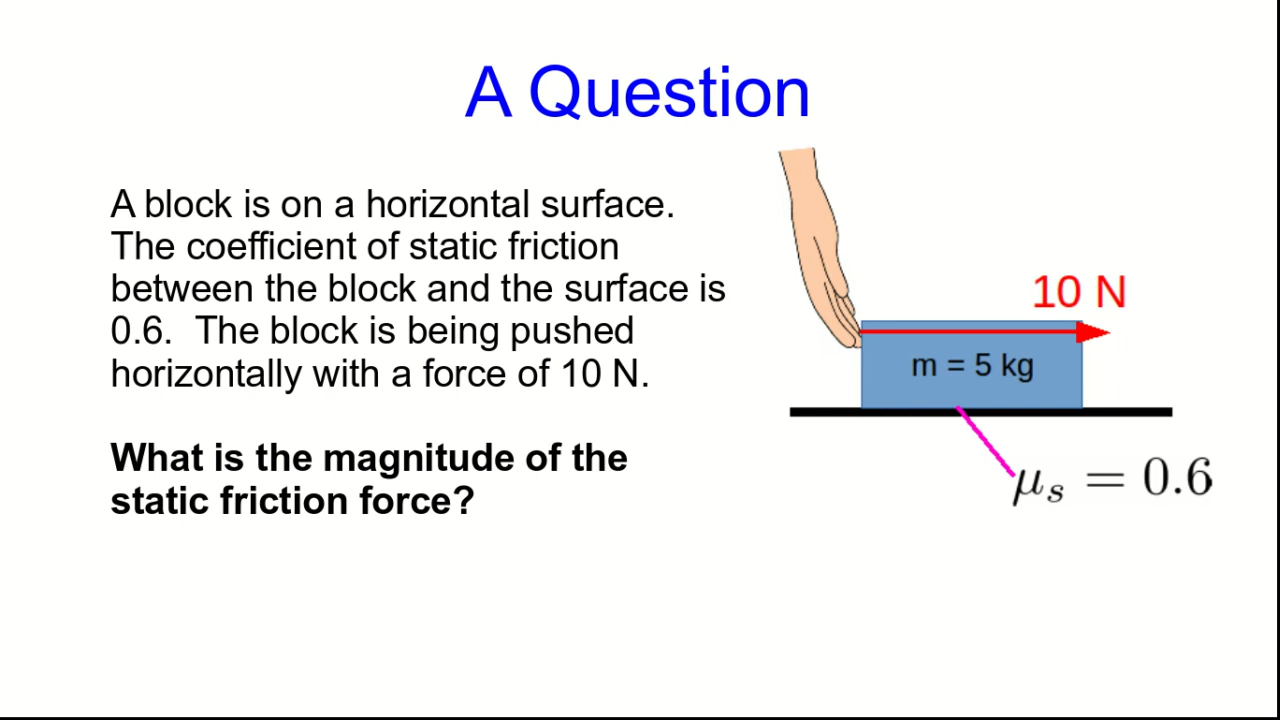 A Question
A block is on a horizontal surface.
The coefficient of static friction
between the block and the surface is
0.6.  The block is being pushed
horizontally with a force of 10 N.
What is the magnitude of the
static friction force?
10 N
m = 5 kg
μₛ = 0.6